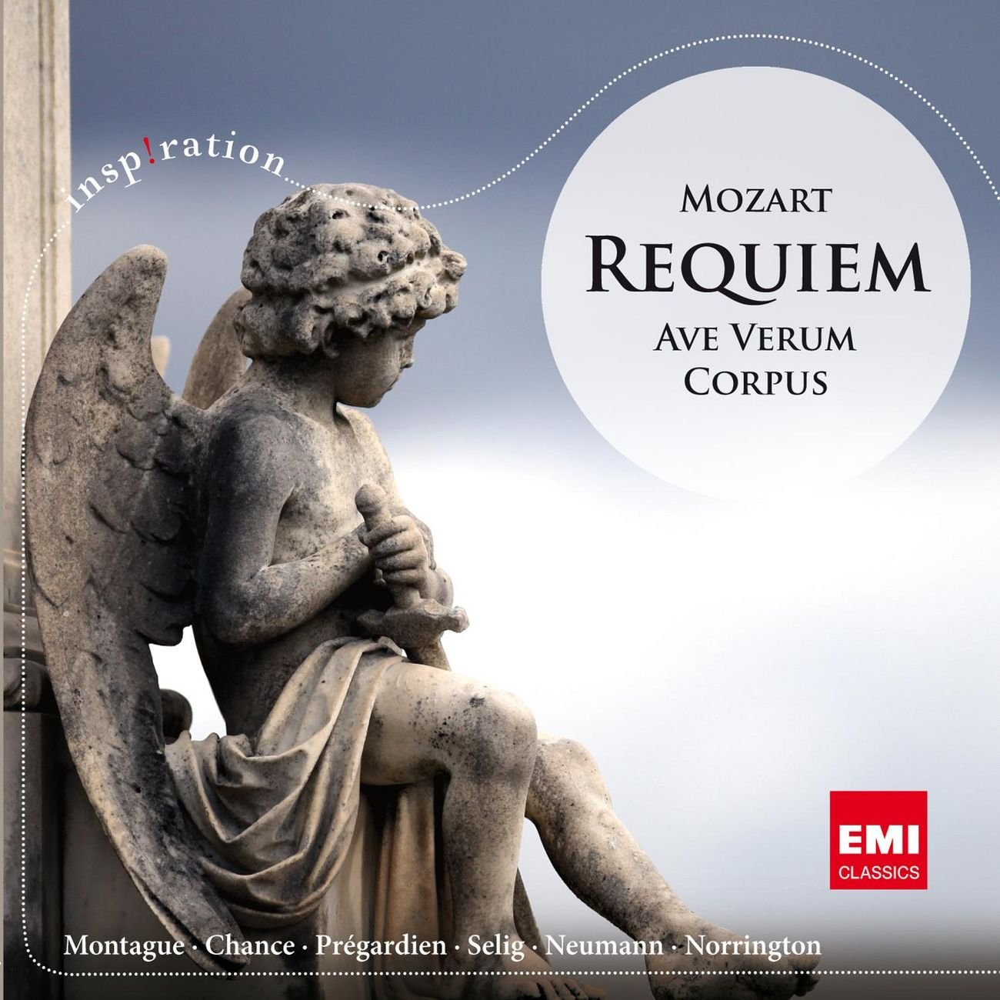 insp!ration
MOZART
REQUIEM
AVE VERUM
CORPUS
EMI
CLASSICS
Montague · Chance · Prégardien · Selig · Neumann · Norrington